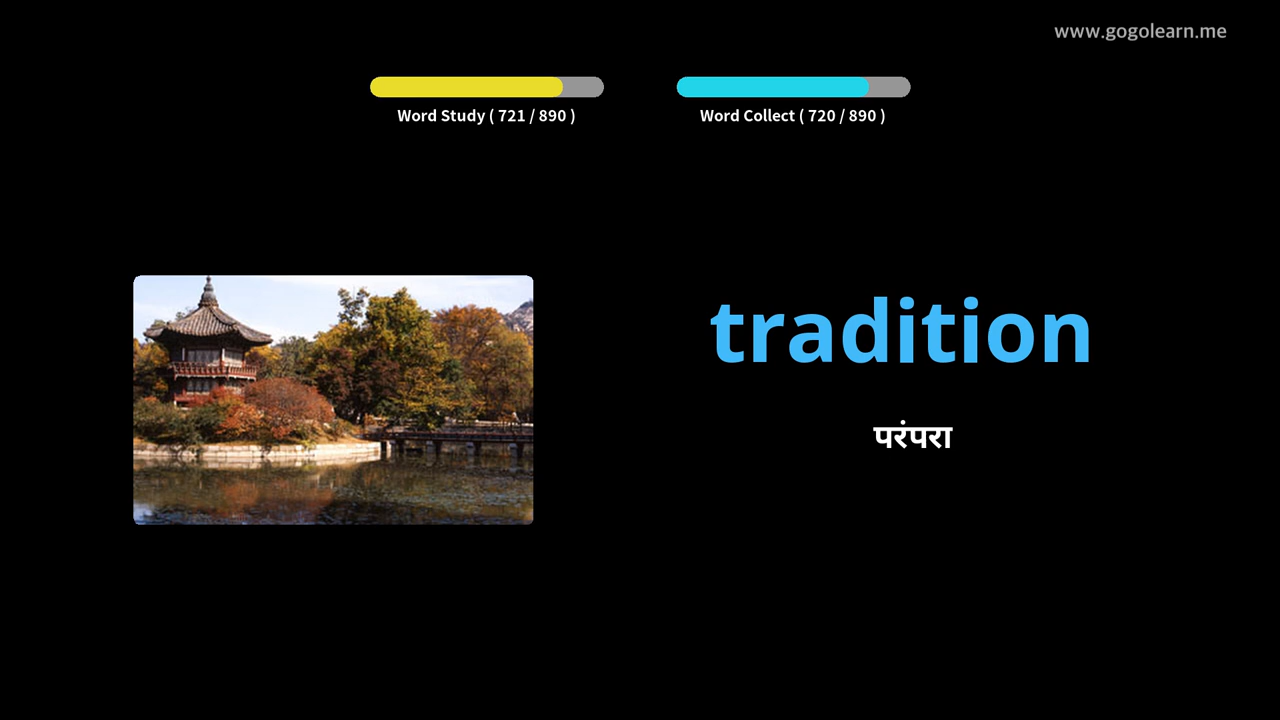 www.gogolearn.me
Word Study ( 721 / 890 )
Word Collect ( 720 / 890 )
tradition
परंपरा